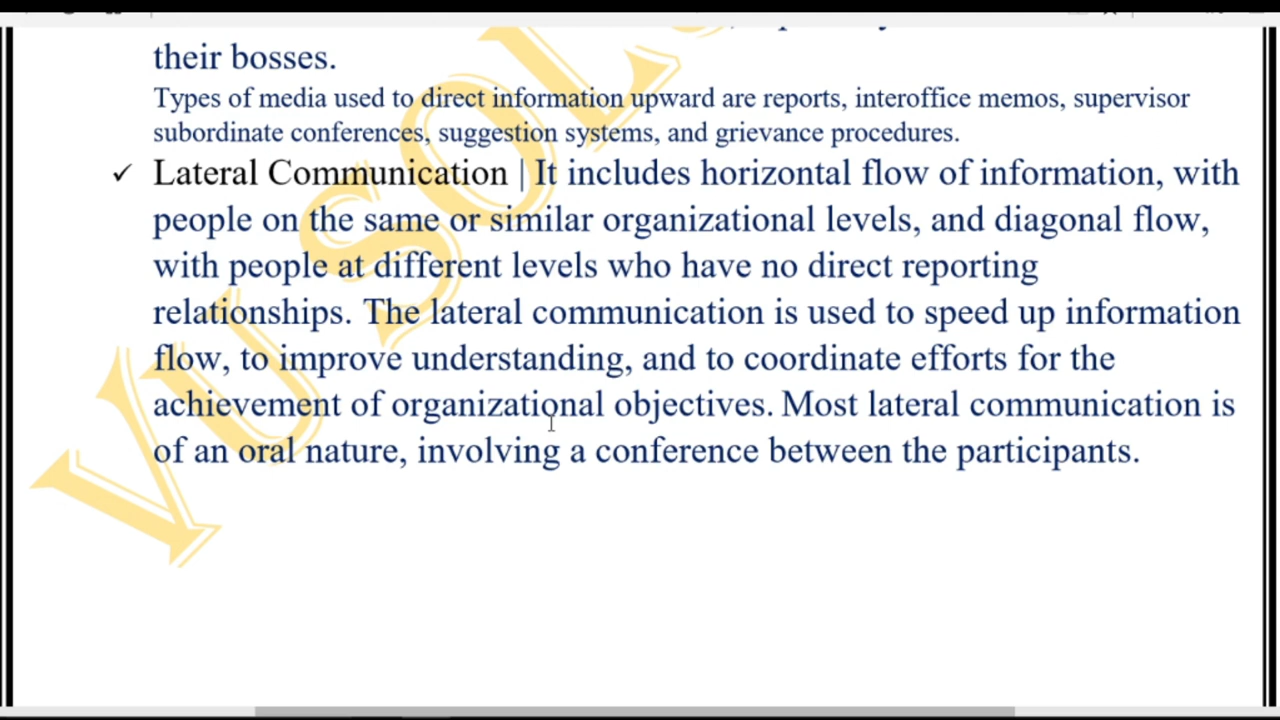 their bosses.
Types of media used to direct information upward are reports, interoffice memos, supervisor
subordinate conferences, suggestion systems, and grievance procedures.
✓ Lateral Communication | It includes horizontal flow of information, with
people on the same or similar organizational levels, and diagonal flow,
with people at different levels who have no direct reporting
relationships. The lateral communication is used to speed up information
flow, to improve understanding, and to coordinate efforts for the
achievement of organizational objectives. Most lateral communication is
of an oral nature, involving a conference between the participants.
VU SOL